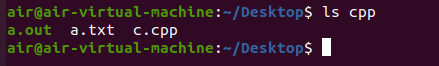 air@air-virtual-machine:~/Desktop$ ls cpp
a.out  a.txt  c.cpp
air@air-virtual-machine:~/Desktop$